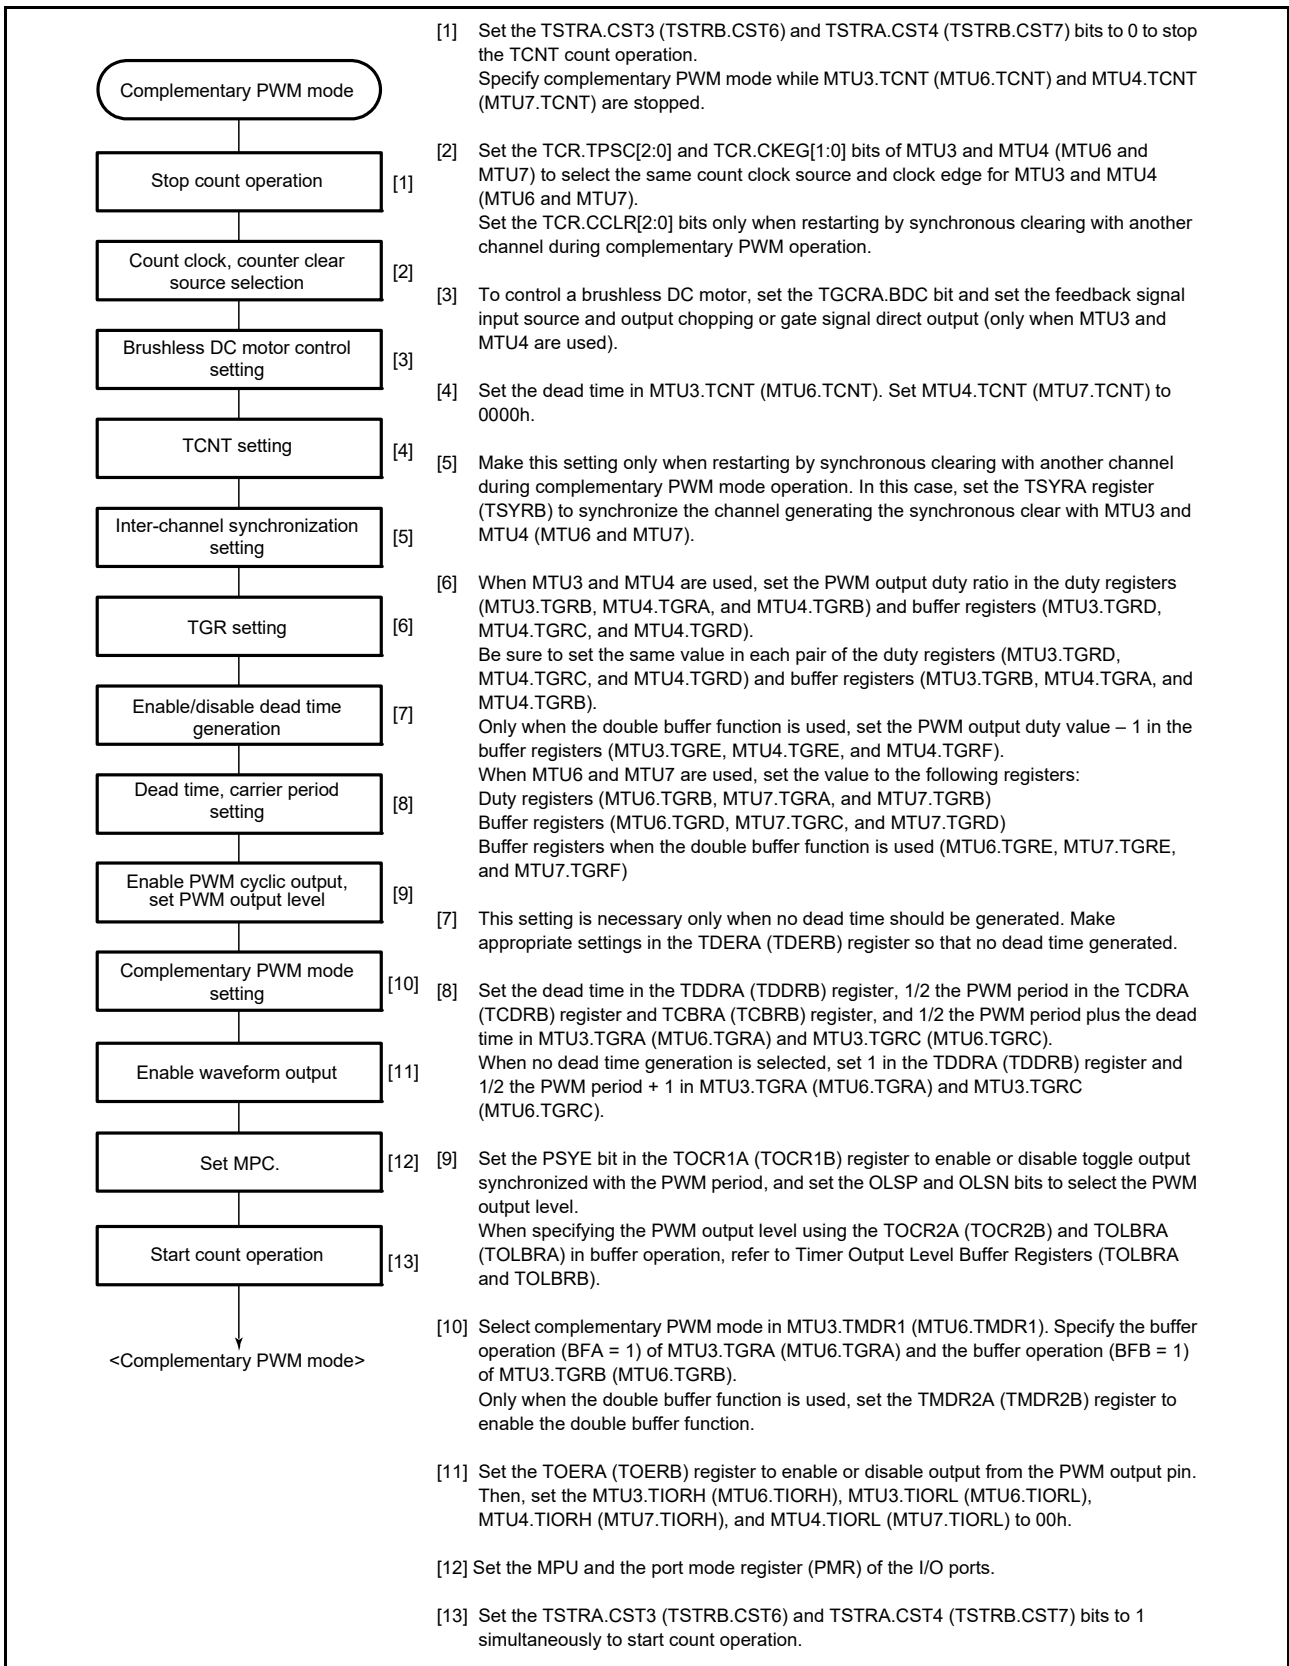 Complementary PWM mode
Stop count operation
[1]
Count clock, counter clear
source selection
[2]
Brushless DC motor control
setting
[3]
TCNT setting
[4]
Inter-channel synchronization
setting
[5]
TGR setting
[6]
Enable/disable dead time
generation
[7]
Dead time, carrier period
setting
[8]
Enable PWM cyclic output,
set PWM output level
[9]
Complementary PWM mode
setting
[10]
Enable waveform output
[11]
Set MPC.
[12]
Start count operation
[13]
<Complementary PWM mode>
[1] Set the TSTRA.CST3 (TSTRB.CST6) and TSTRA.CST4 (TSTRB.CST7) bits to 0 to stop
the TCNT count operation.
Specify complementary PWM mode while MTU3.TCNT (MTU6.TCNT) and MTU4.TCNT
(MTU7.TCNT) are stopped.
[2] Set the TCR.TPSC[2:0] and TCR.CKEG[1:0] bits of MTU3 and MTU4 (MTU6 and
MTU7) to select the same count clock source and clock edge for MTU3 and MTU4
(MTU6 and MTU7).
Set the TCR.CCLR[2:0] bits only when restarting by synchronous clearing with another
channel during complementary PWM operation.
[3] To control a brushless DC motor, set the TGCRA.BDC bit and set the feedback signal
input source and output chopping or gate signal direct output (only when MTU3 and
MTU4 are used).
[4] Set the dead time in MTU3.TCNT (MTU6.TCNT). Set MTU4.TCNT (MTU7.TCNT) to
0000h.
[5] Make this setting only when restarting by synchronous clearing with another channel
during complementary PWM mode operation. In this case, set the TSYRA register
(TSYRB) to synchronize the channel generating the synchronous clear with MTU3 and
MTU4 (MTU6 and MTU7).
[6] When MTU3 and MTU4 are used, set the PWM output duty ratio in the duty registers
(MTU3.TGRB, MTU4.TGRA, and MTU4.TGRB) and buffer registers (MTU3.TGRD,
MTU4.TGRC, and MTU4.TGRD).
Be sure to set the same value in each pair of the duty registers (MTU3.TGRD,
MTU4.TGRC, and MTU4.TGRD) and buffer registers (MTU3.TGRB, MTU4.TGRA, and
MTU4.TGRB).
Only when the double buffer function is used, set the PWM output duty value – 1 in the
buffer registers (MTU3.TGRE, MTU4.TGRE, and MTU4.TGRF).
When MTU6 and MTU7 are used, set the value to the following registers:
Duty registers (MTU6.TGRB, MTU7.TGRA, and MTU7.TGRB)
Buffer registers (MTU6.TGRD, MTU7.TGRC, and MTU7.TGRD)
Buffer registers when the double buffer function is used (MTU6.TGRE, MTU7.TGRE,
and MTU7.TGRF)
[7] This setting is necessary only when no dead time should be generated. Make
appropriate settings in the TDERA (TDERB) register so that no dead time generated.
[8] Set the dead time in the TDDRA (TDDRB) register, 1/2 the PWM period in the TCDRA
(TCDRB) register and TCBRA (TCBRB) register, and 1/2 the PWM period plus the dead
time in MTU3.TGRA (MTU6.TGRA) and MTU3.TGRC (MTU6.TGRC).
When no dead time generation is selected, set 1 in the TDDRA (TDDRB) register and
1/2 the PWM period + 1 in MTU3.TGRA (MTU6.TGRA) and MTU3.TGRC
(MTU6.TGRC).
[9] Set the PSYE bit in the TOCR1A (TOCR1B) register to enable or disable toggle output
synchronized with the PWM period, and set the OLSP and OLSN bits to select the PWM
output level.
When specifying the PWM output level using the TOCR2A (TOCR2B) and TOLBRA
(TOLBRA) in buffer operation, refer to Timer Output Level Buffer Registers (TOLBRA
and TOLBRB).
[10] Select complementary PWM mode in MTU3.TMDR1 (MTU6.TMDR1). Specify the buffer
operation (BFA = 1) of MTU3.TGRA (MTU6.TGRA) and the buffer operation (BFB = 1)
of MTU3.TGRB (MTU6.TGRB).
Only when the double buffer function is used, set the TMDR2A (TMDR2B) register to
enable the double buffer function.
[11] Set the TOERA (TOERB) register to enable or disable output from the PWM output pin.
Then, set the MTU3.TIORH (MTU6.TIORH), MTU3.TIORL (MTU6.TIORL),
MTU4.TIORH (MTU7.TIORH), and MTU4.TIORL (MTU7.TIORL) to 00h.
[12] Set the MPU and the port mode register (PMR) of the I/O ports.
[13] Set the TSTRA.CST3 (TSTRB.CST6) and TSTRA.CST4 (TSTRB.CST7) bits to 1
simultaneously to start count operation.